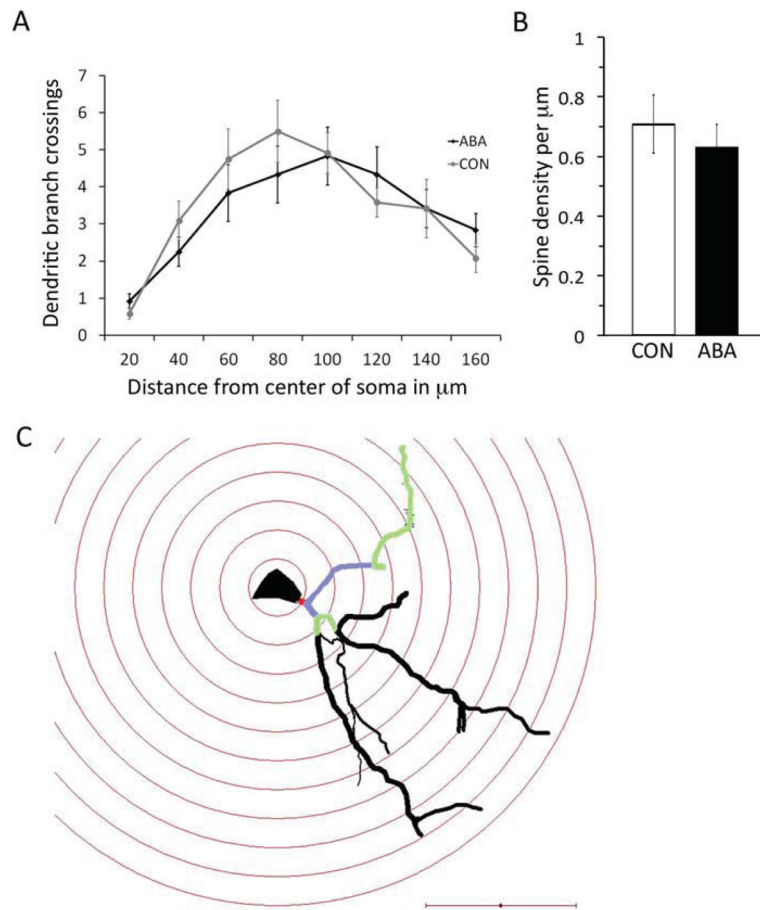 A
Dendritic branch crossings
7
6
5
4
3
2
1
0
20 40 60 80 100 120 140 160
Distance from center of soma in μm
ABA
CON
B
Spine density per μm
1
0.8
0.6
0.4
0.2
0
CON ABA
C